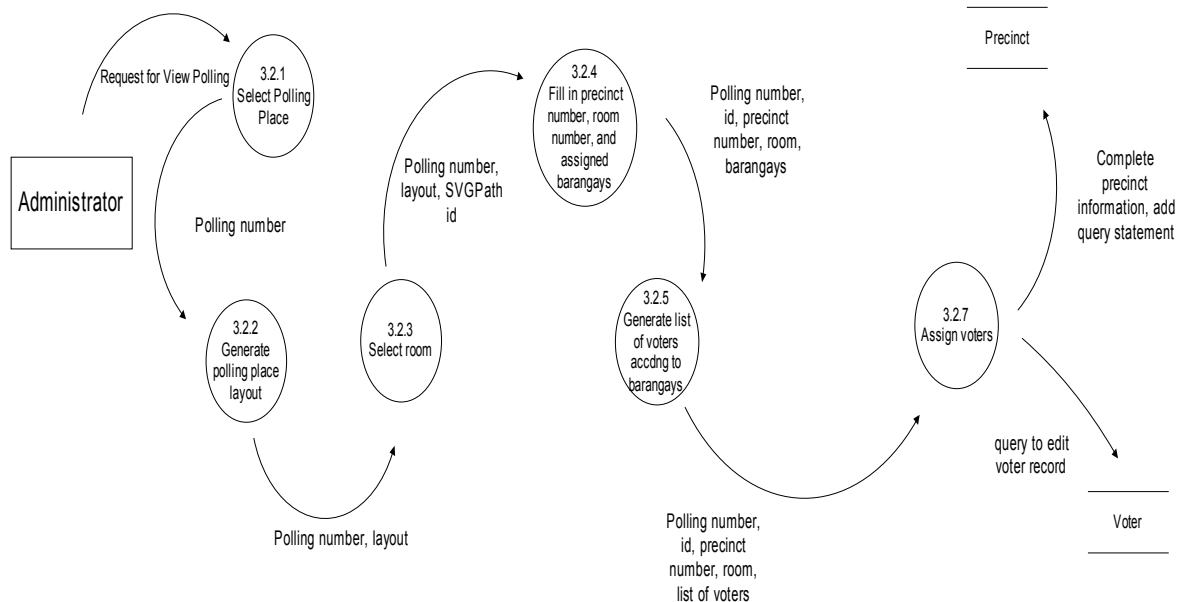 Request for View Polling
3.2.1
Select Polling
Place
Administrator
Polling number
3.2.2
Generate
polling place
layout
Polling number, layout
3.2.3
Select room
Polling number,
layout, SVGPath
id
3.2.4
Fill in precinct
number, room
number, and
assigned
barangays
Polling number,
id, precinct
number, room,
barangays
3.2.5
Generate list
of voters
accdng to
barangays
Polling number,
id, precinct
number, room,
list of voters
3.2.7
Assign voters
Complete
precinct
information, add
query statement
Precinct
query to edit
voter record
Voter